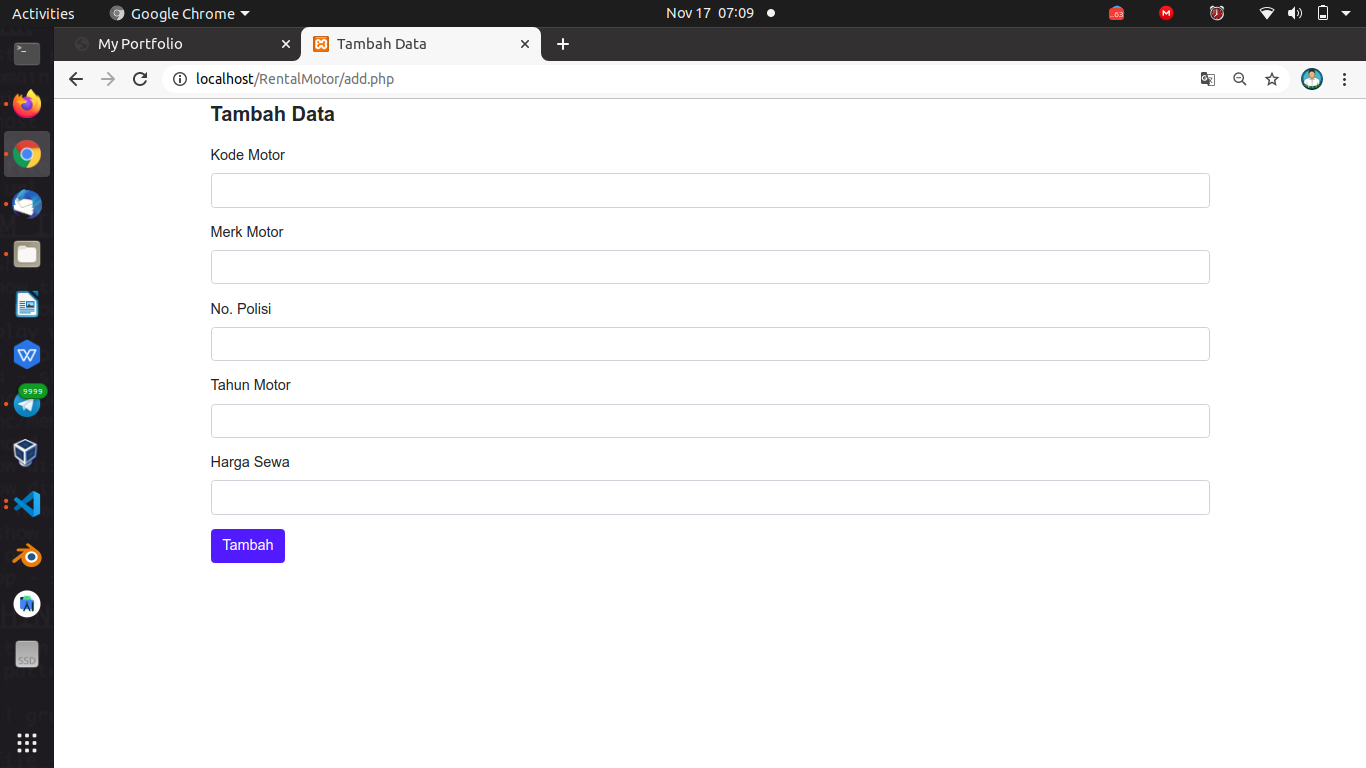 Activities Google Chrome Nov 17 07:09 .63 M
My Portfolio Tambah Data
localhost/RentalMotor/add.php
Tambah Data
Kode Motor
Merk Motor
No. Polisi
Tahun Motor
9999
Harga Sewa
Tambah
SSD